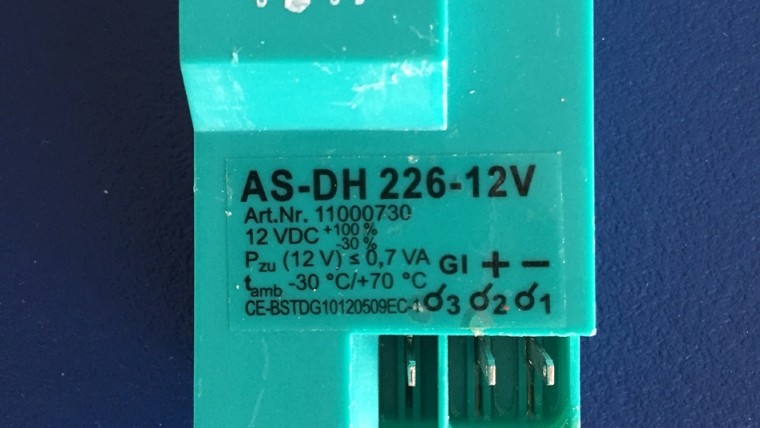 AS-DH 226-12V
Art.Nr. 11000730
12 VDC +100 % -30 %
Pzu (12 V) ≤ 0,7 VA
GI + −
tamb -30 °C/+70 °C
CE-BSTDG10120509EC-
3 2 1